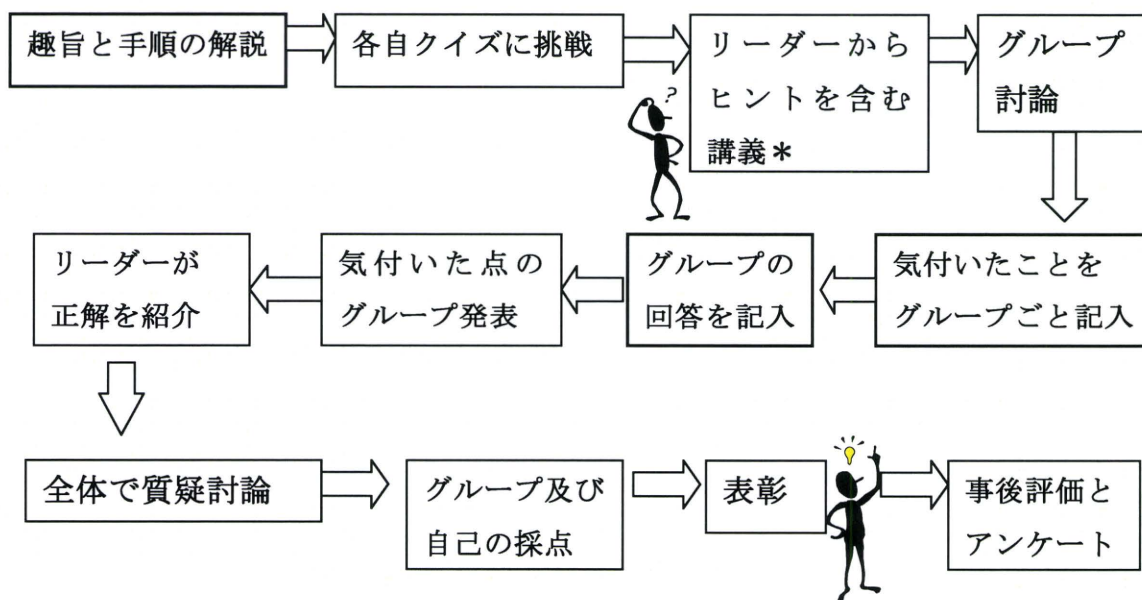 趣旨と手順の解説
各自クイズに挑戦
リーダーから
ヒントを含む
講義＊
グループ
討論
?
気付いたことを
グループごと記入
グループの
回答を記入
気付いた点の
グループ発表
リーダーが
正解を紹介
全体で質疑討論
グループ及び
自己の採点
表彰
事後評価と
アンケート